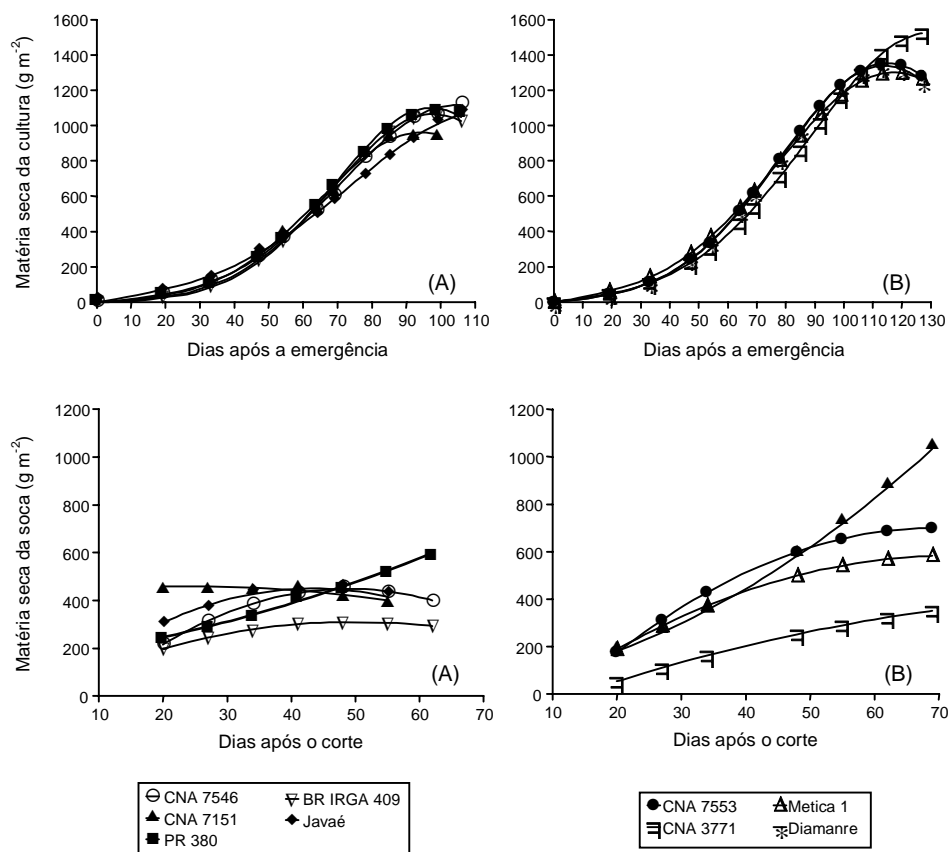 1600
1400
1200
1000
800
600
400
200
0
Matéria seca da cultura (g m-2)
(A)
0 10 20 30 40 50 60 70 80 90 100 110
Dias após a emergência
1600
1400
1200
1000
800
600
400
200
0
(B)
0 10 20 30 40 50 60 70 80 90 100 110 120 130
Dias após a emergência
1200
1000
800
600
400
200
0
Matéria seca da soca (g m-2)
(A)
10 20 30 40 50 60 70
Dias após o corte
1200
1000
800
600
400
200
0
(B)
10 20 30 40 50 60 70
Dias após o corte
CNA 7546 BR IRGA 409
CNA 7151 Javaé
PR 380
CNA 7553 Metica 1
CNA 3771 Diamanre